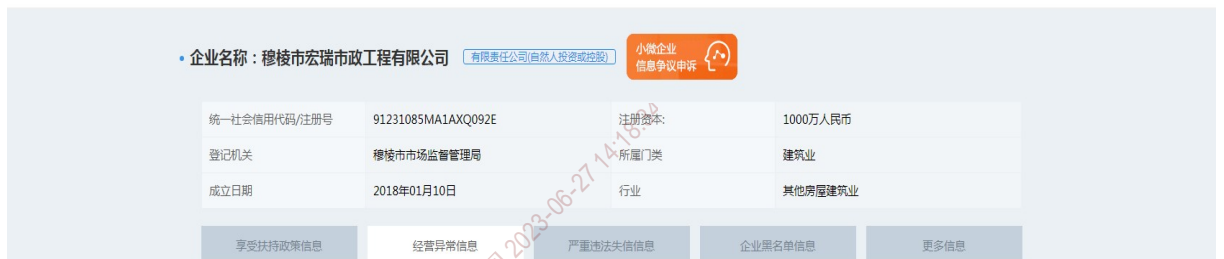 • 企业名称：穆棱市宏瑞市政工程有限公司 有限责任公司(自然人投资或控股) 小微企业
信息争议申诉
统一社会信用代码/注册号 91231085MA1AXQ092E 注册资本: 1000万人民币
登记机关 穆棱市市场监督管理局 所属门类 建筑业
成立日期 2018年01月10日 行业 其他房屋建筑业
享受扶持政策信息 经营异常信息 严重违法失信信息 企业黑名单信息 更多信息
2023-06-27 14:18:94